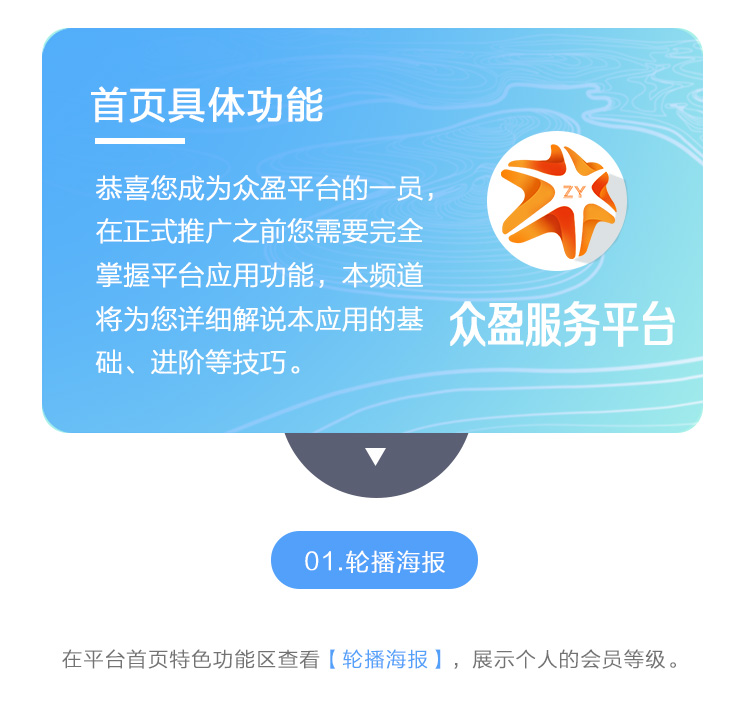 首页具体功能
恭喜您成为众盈平台的一员，
在正式推广之前您需要完全
掌握平台应用功能，本频道
将为您详细解说本应用的基
础、进阶等技巧。
ZY
众盈服务平台
01.轮播海报
在平台首页特色功能区查看【轮播海报】，展示个人的会员等级。